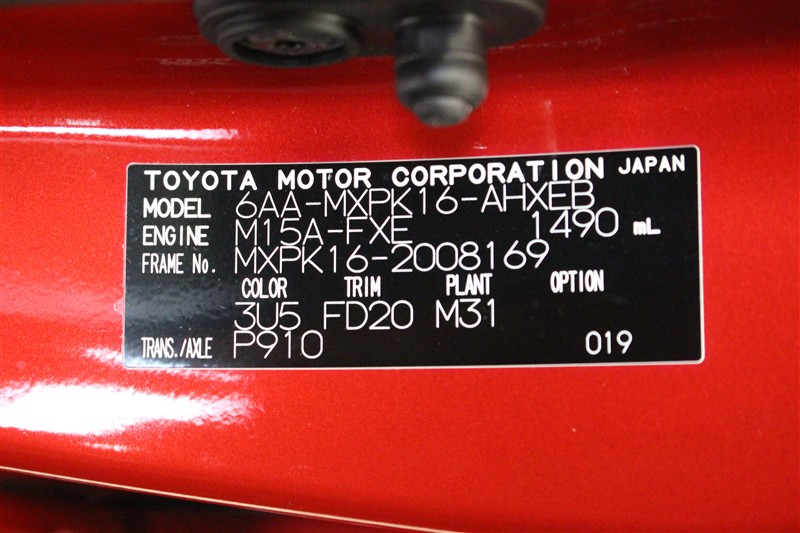 TOYOTA MOTOR CORPORATION JAPAN
MODEL 6AA-MXPK16-AHXEB
ENGINE M15A-FXE 1490 mL
FRAME No. MXPK16-2008169
COLOR TRIM PLANT OPTION
3U5 FD20 M31
TRANS./AXLE P910 019